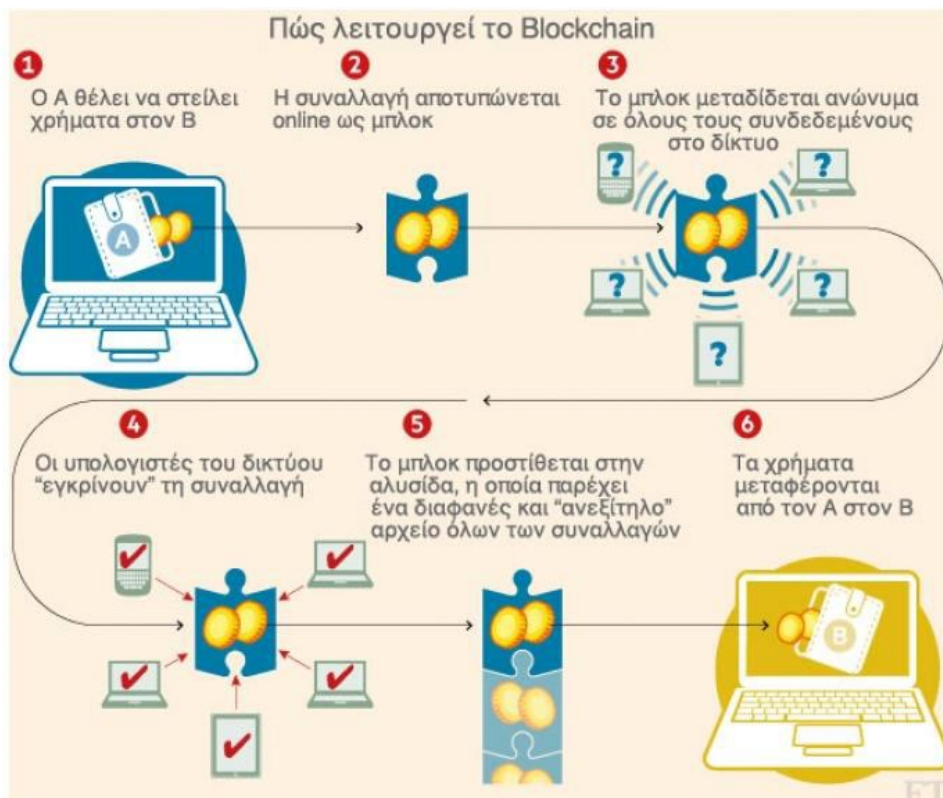 Πώς λειτουργεί το Blockchain
1
Ο Α θέλει να στείλει
χρήματα στον Β
2
Η συναλλαγή αποτυπώνεται
online ως μπλοκ
3
Το μπλοκ μεταδίδεται ανώνυμα
σε όλους τους συνδεδεμένους
στο δίκτυο
A
?
?
?
?
?
4
Οι υπολογιστές του δικτύου
“εγκρίνουν” τη συναλλαγή
5
Το μπλοκ προστίθεται στην
αλυσίδα, η οποία παρέχει
ένα διαφανές και “ανεξίτηλο”
αρχείο όλων των συναλλαγών
6
Τα χρήματα
μεταφέρονται
από τον Α στον Β
B